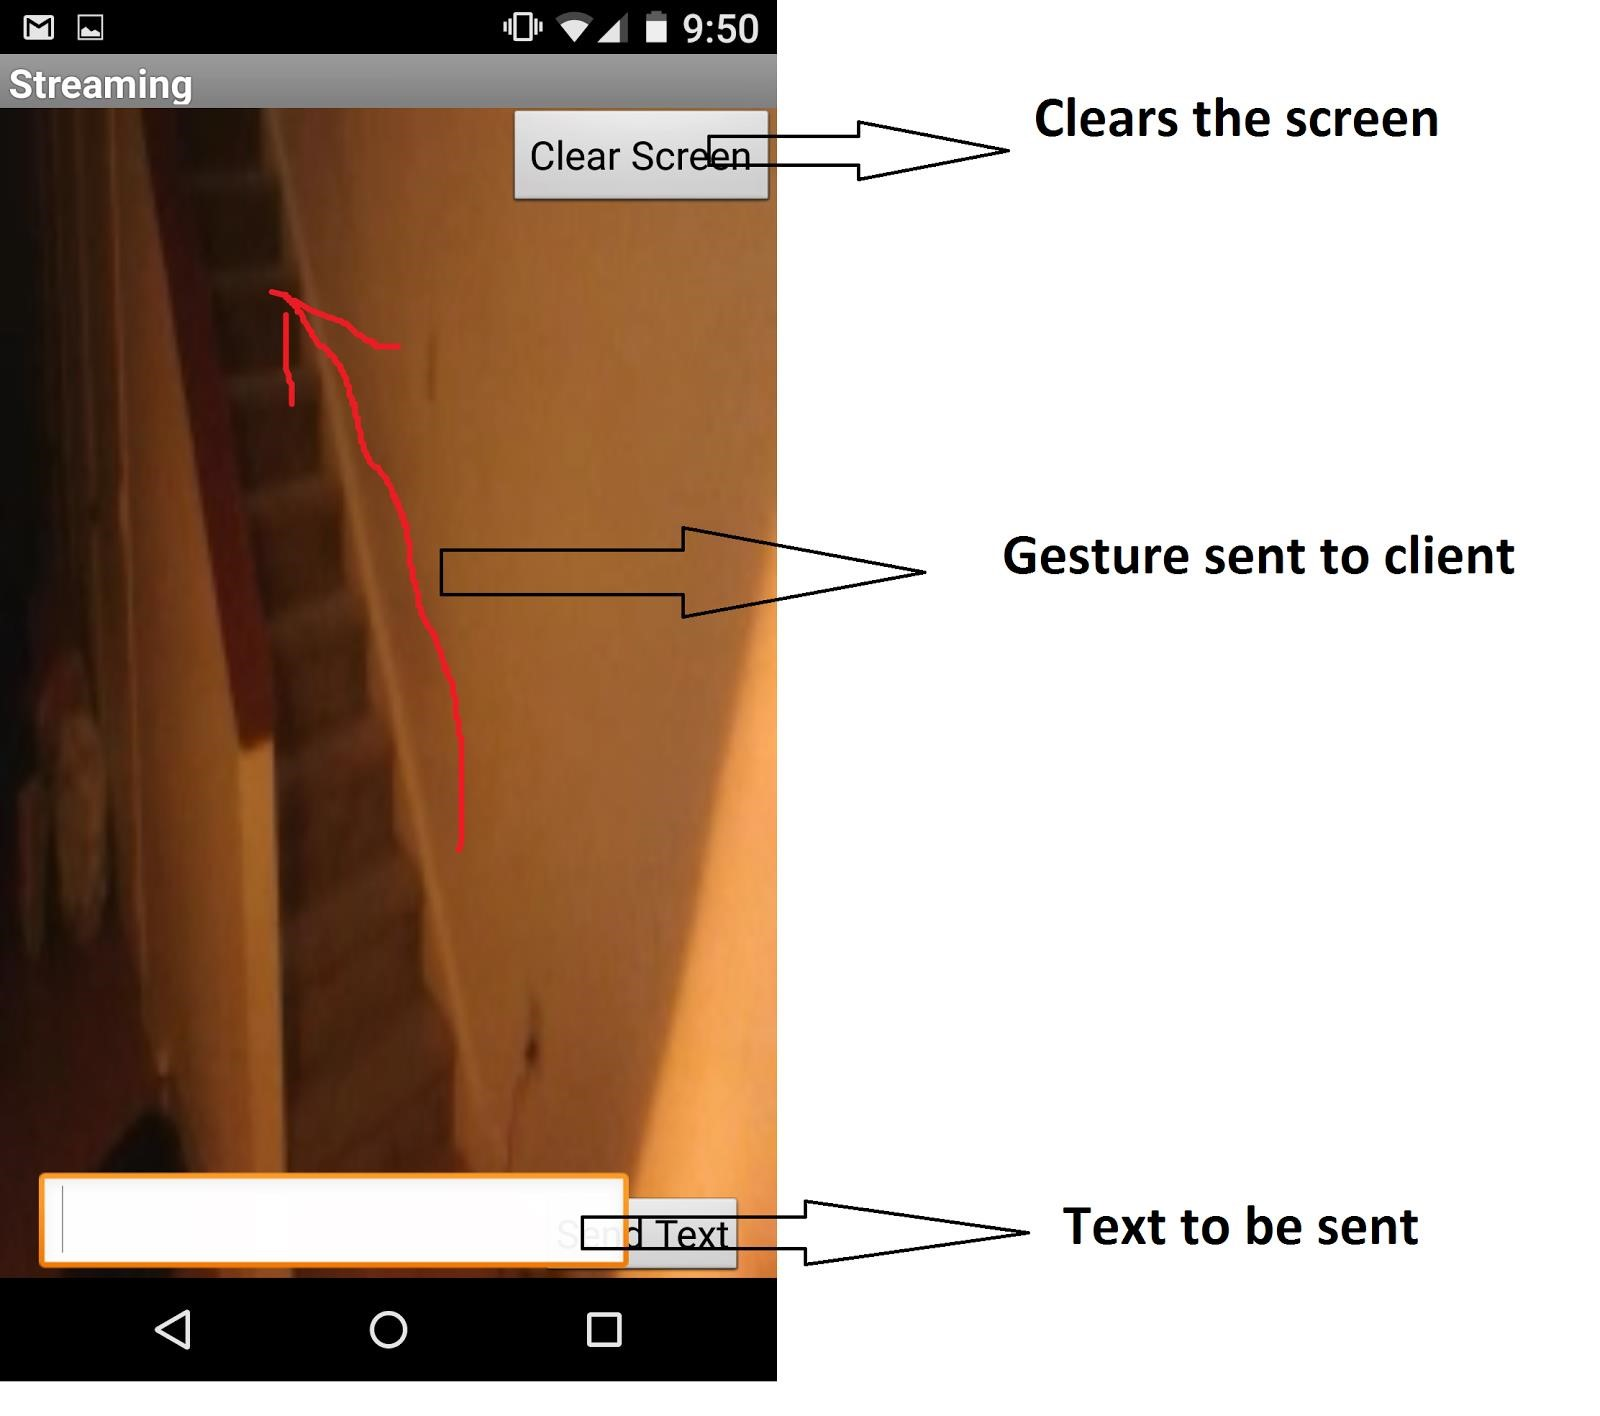 9:50
Streaming
Clear Screen
Clears the screen
Gesture sent to client
Send Text
Text to be sent